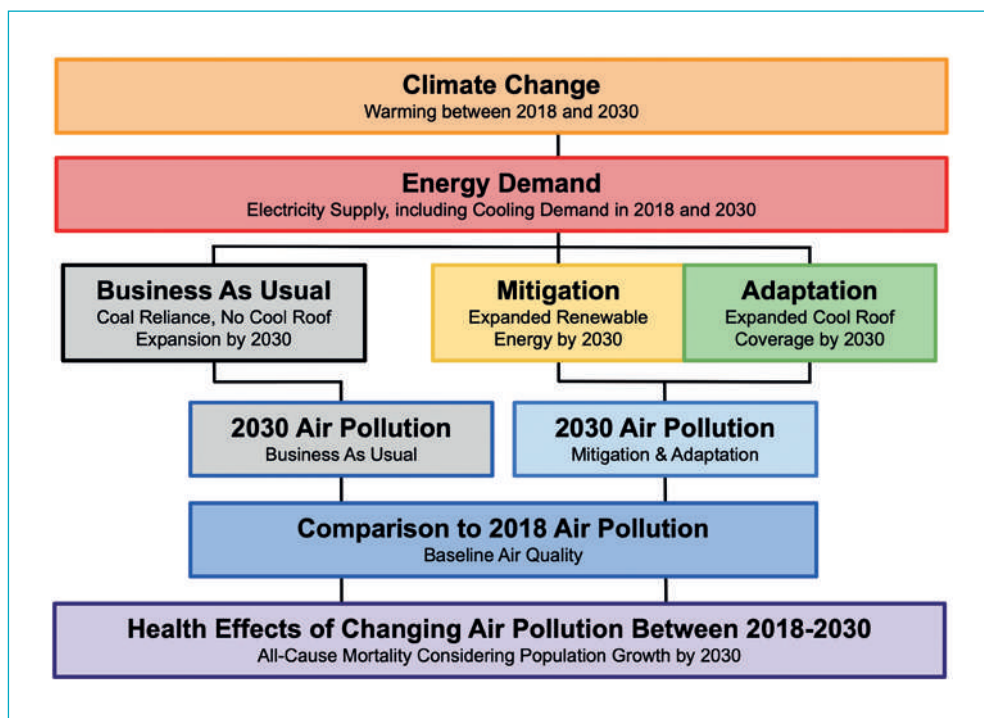 Climate Change
Warming between 2018 and 2030
Energy Demand
Electricity Supply, including Cooling Demand in 2018 and 2030
Business As Usual
Coal Reliance, No Cool Roof
Expansion by 2030
Mitigation
Expanded Renewable
Energy by 2030
Adaptation
Expanded Cool Roof
Coverage by 2030
2030 Air Pollution
Business As Usual
2030 Air Pollution
Mitigation & Adaptation
Comparison to 2018 Air Pollution
Baseline Air Quality
Health Effects of Changing Air Pollution Between 2018-2030
All-Cause Mortality Considering Population Growth by 2030